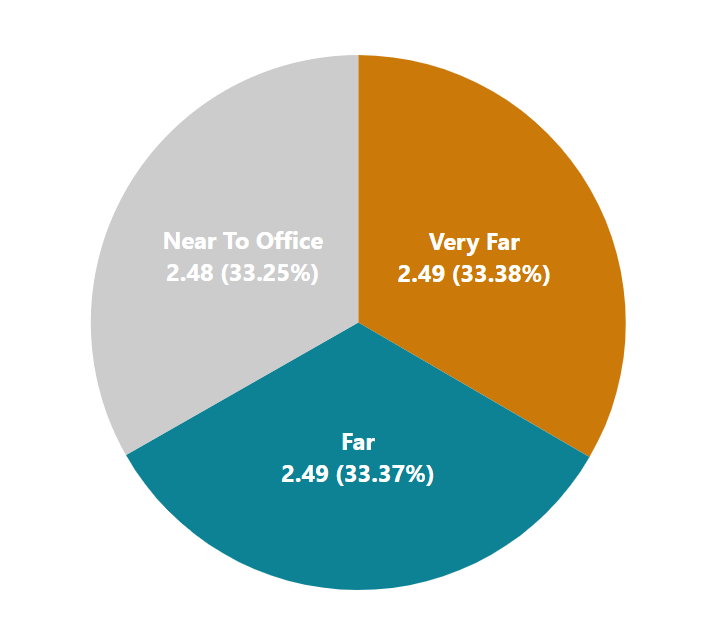 Near To Office
2.48 (33.25%)
Very Far
2.49 (33.38%)
Far
2.49 (33.37%)